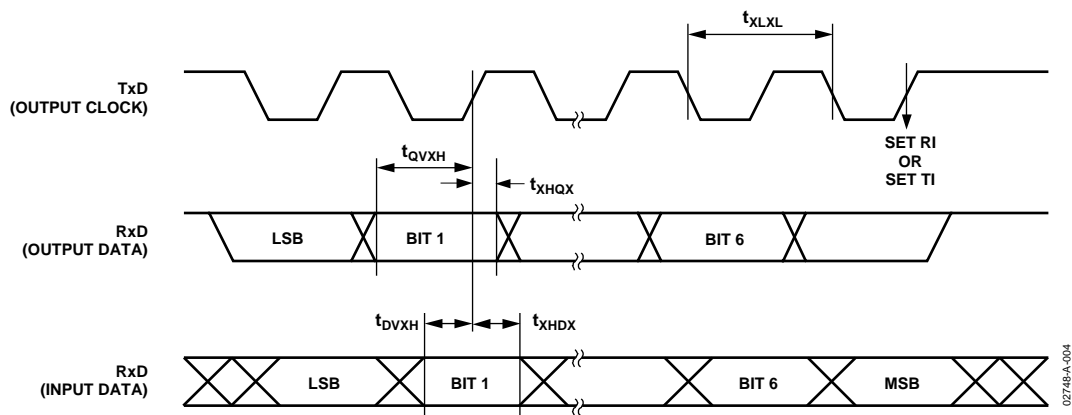 tXLXL
TxD
(OUTPUT CLOCK)
SET RI
OR
SET TI
tQVXH
tXHQX
RxD
(OUTPUT DATA)
LSB
BIT 1
BIT 6
tDVXH
tXHDX
RxD
(INPUT DATA)
LSB
BIT 1
BIT 6
MSB
02748-A-004